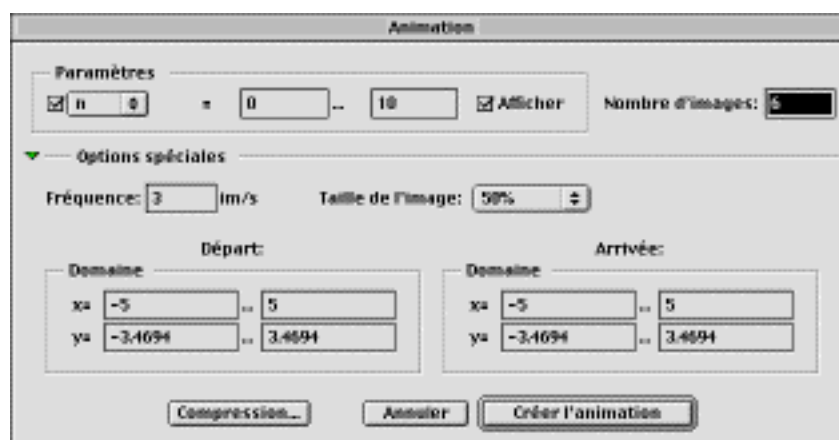 Animation
Paramètres
n = 0 .. 10 Afficher Nombre d'images: 6
Options spéciales
Fréquence: 3 im/s Taille de l'image: 50%
Départ: Arrivée:
Domaine Domaine
x= -5 .. 5 x= -5 .. 5
y= -3.4694 .. 3.4694 y= -3.4694 .. 3.4694
Compression... Annuler Créer l'animation